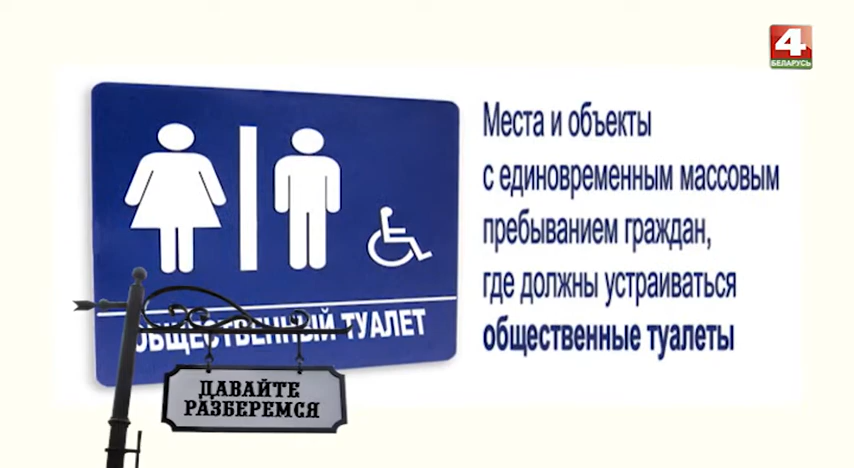 4
БЕЛАРУСЬ
Места и объекты
с единовременным массовым
пребыванием граждан,
где должны устраиваться
общественные туалеты
ОБЩЕСТВЕННЫЙ ТУАЛЕТ
ДАВАЙТЕ
РАЗБЕРЕМСЯ